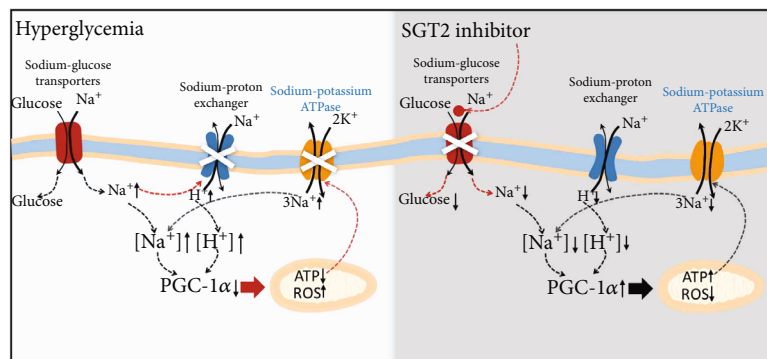 Hyperglycemia
Sodium-glucose
transporters
Glucose
Na⁺
Sodium-proton
exchanger
Na⁺
Sodium-potassium
ATPase
2K⁺
Glucose
Na⁺↑
H⁺↑
3Na⁺↑
[Na⁺]↑ [H⁺]↑
PGC-1α↓
ATP↓
ROS↑
SGT2 inhibitor
Sodium-glucose
transporters
Glucose
Na⁺
Sodium-proton
exchanger
Na⁺
Sodium-potassium
ATPase
2K⁺
Glucose↓
Na⁺↓
H⁺↓
3Na⁺↓
[Na⁺]↓ [H⁺]↓
PGC-1α↑
ATP↑
ROS↓